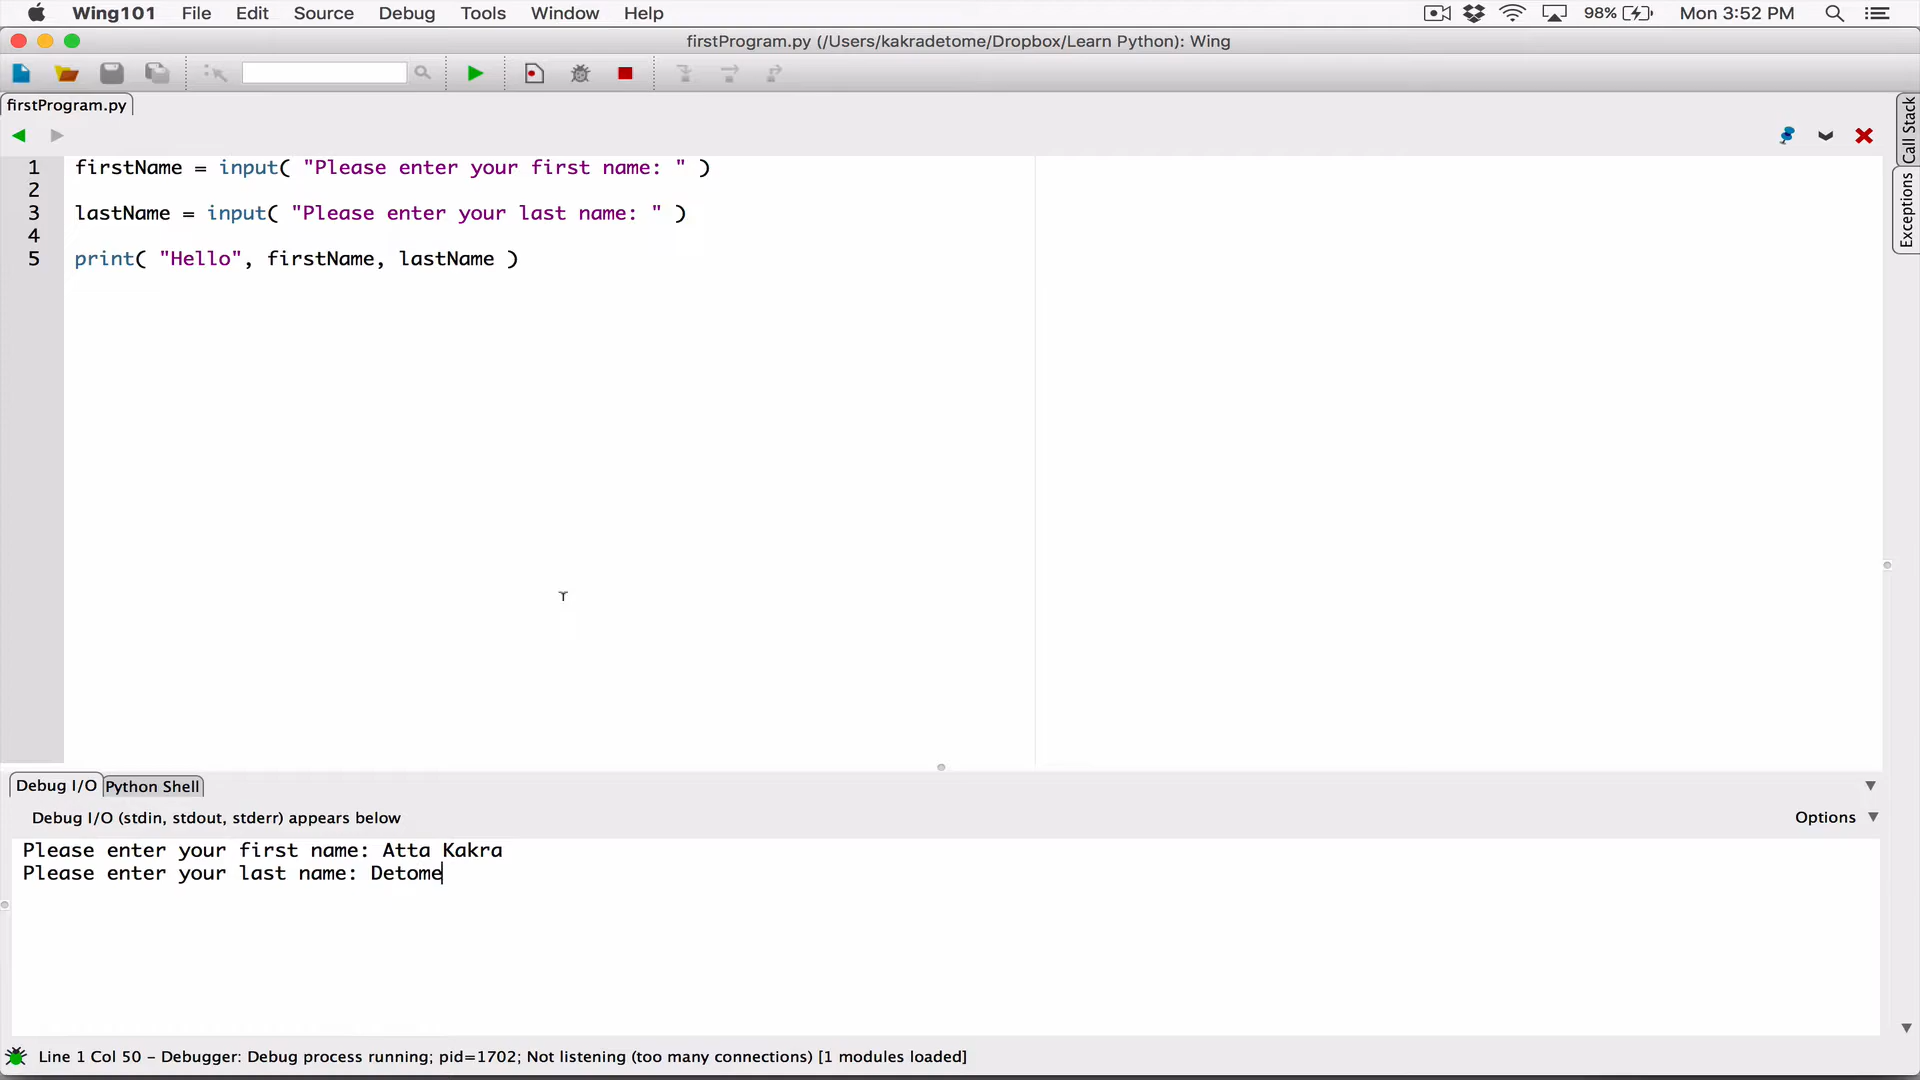 Wing101 File Edit Source Debug Tools Window Help 98% Mon 3:52 PM
firstProgram.py (/Users/kakradetome/Dropbox/Learn Python): Wing
firstProgram.py
Call Stack
Exceptions
1 firstName = input( "Please enter your first name: " )
2
3 lastName = input( "Please enter your last name: " )
4
5 print( "Hello", firstName, lastName )
Debug I/O Python Shell
Debug I/O (stdin, stdout, stderr) appears below Options
Please enter your first name: Atta Kakra
Please enter your last name: Detome
Line 1 Col 50 – Debugger: Debug process running; pid=1702; Not listening (too many connections) [1 modules loaded]